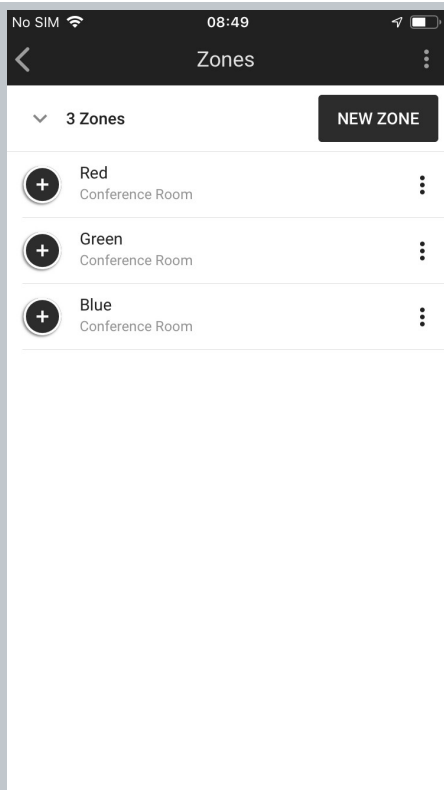 No SIM 08:49
Zones
3 Zones NEW ZONE
Red
Conference Room
Green
Conference Room
Blue
Conference Room